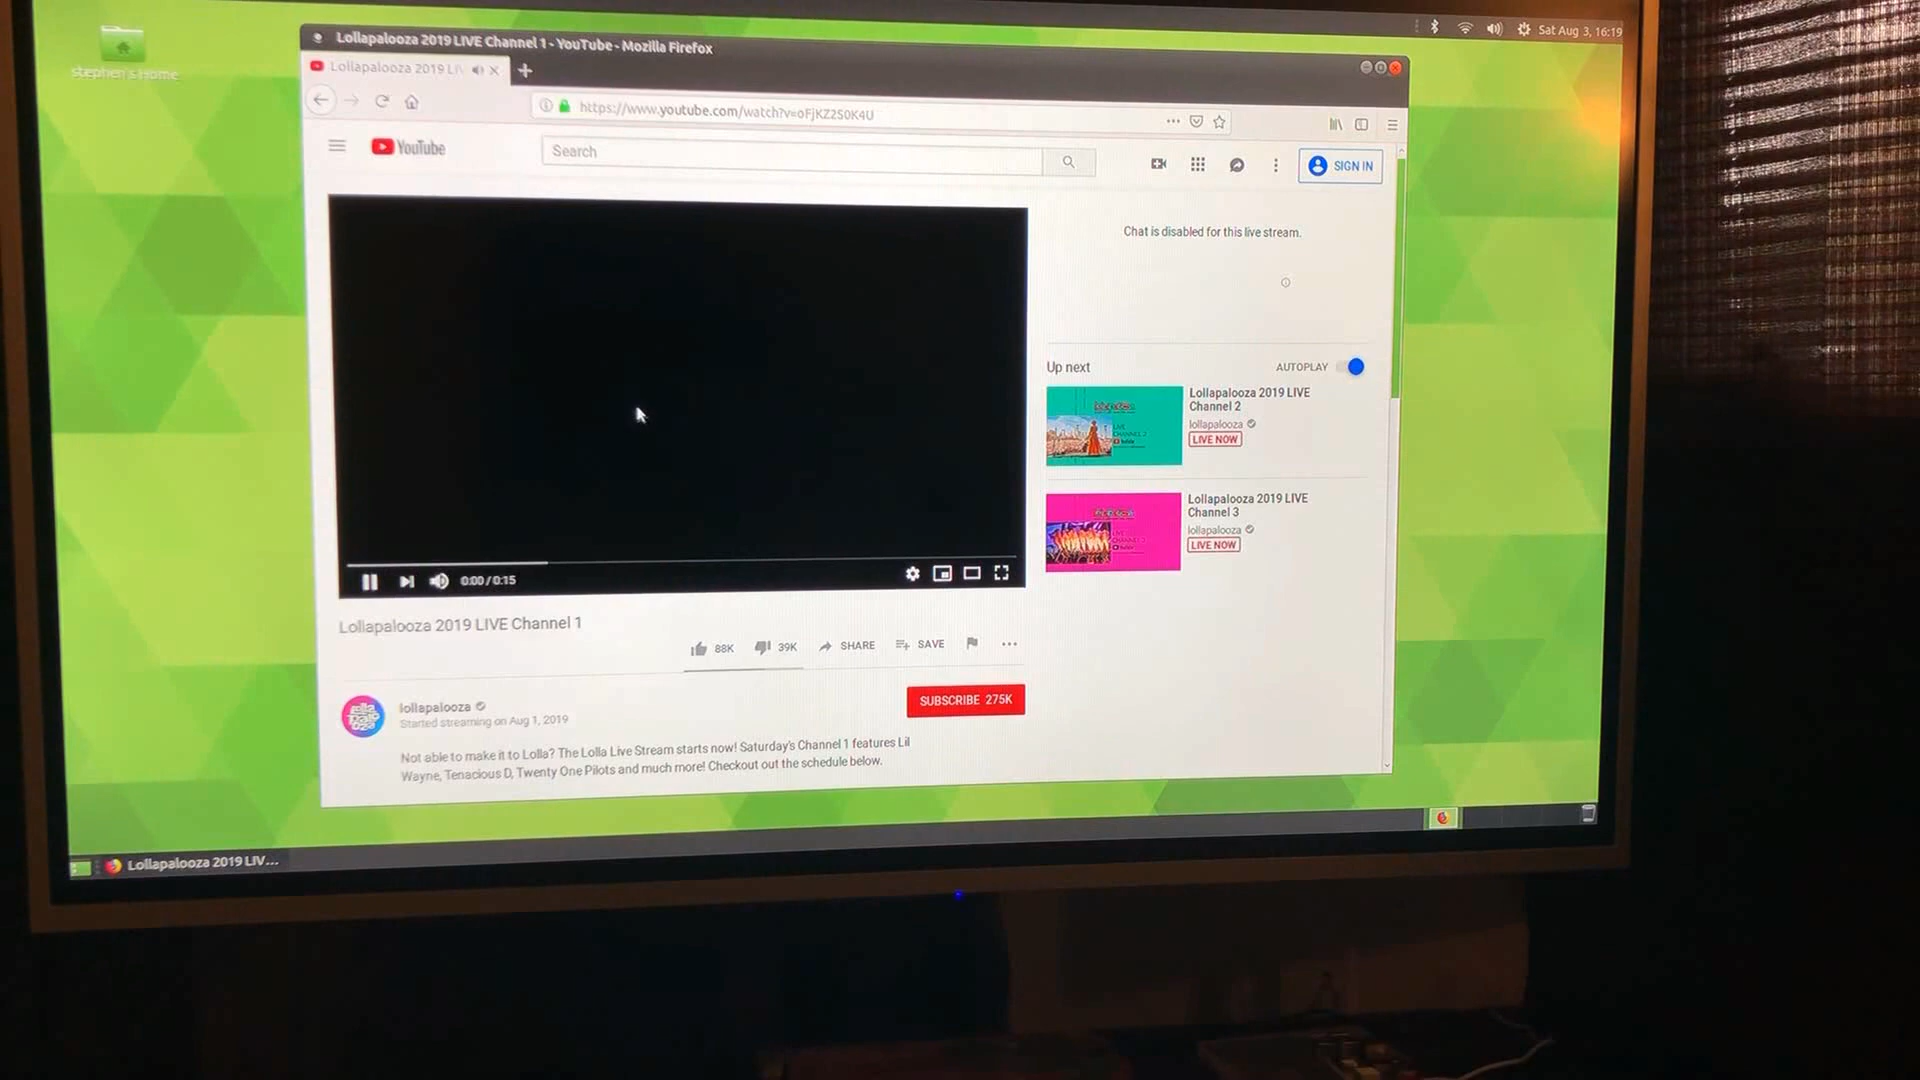 stephen's Home
Lollapalooza 2019 LIVE Channel 1 - YouTube - Mozilla Firefox
Sat Aug 3, 16:19
Lollapalooza 2019 LIV
https://www.youtube.com/watch?v=oFjKZ2S0K4U
YouTube
Search
SIGN IN
Chat is disabled for this live stream.
Up next
AUTOPLAY
Lollapalooza 2019 LIVE
Channel 2
lollapalooza
LIVE NOW
Lollapalooza 2019 LIVE
Channel 3
lollapalooza
LIVE NOW
0:00 / 0:15
Lollapalooza 2019 LIVE Channel 1
88K
39K
SHARE
SAVE
lollapalooza
Started streaming on Aug 1, 2019
SUBSCRIBE 275K
Not able to make it to Lolla? The Lolla Live Stream starts now! Saturday's Channel 1 features Lil
Wayne, Tenacious D, Twenty One Pilots and much more! Checkout out the schedule below.
Lollapalooza 2019 LIV...